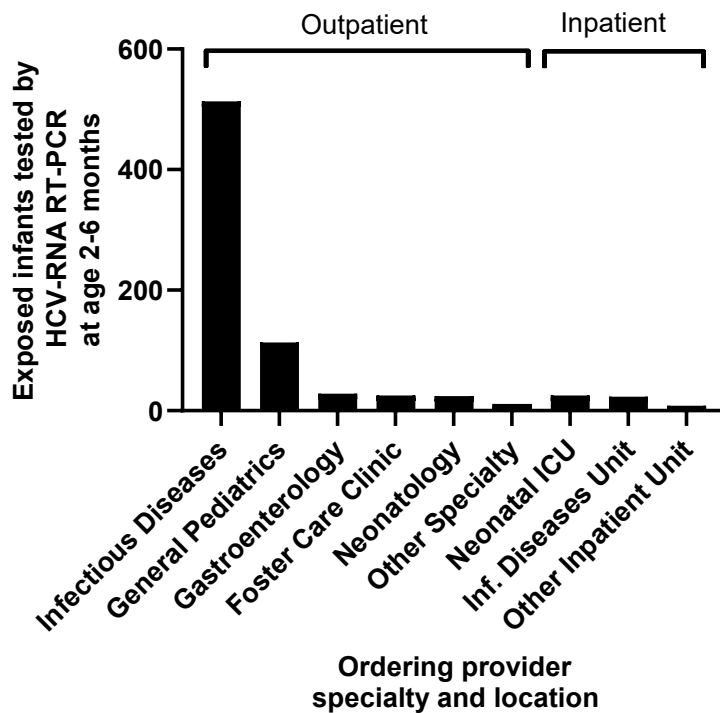 Outpatient
Inpatient
Exposed infants tested by
HCV-RNA RT-PCR
at age 2-6 months
600
400
200
0
Infectious Diseases
General Pediatrics
Gastroenterology
Foster Care Clinic
Neonatology
Other Specialty
Neonatal ICU
Inf. Diseases Unit
Other Inpatient Unit
Ordering provider
specialty and location